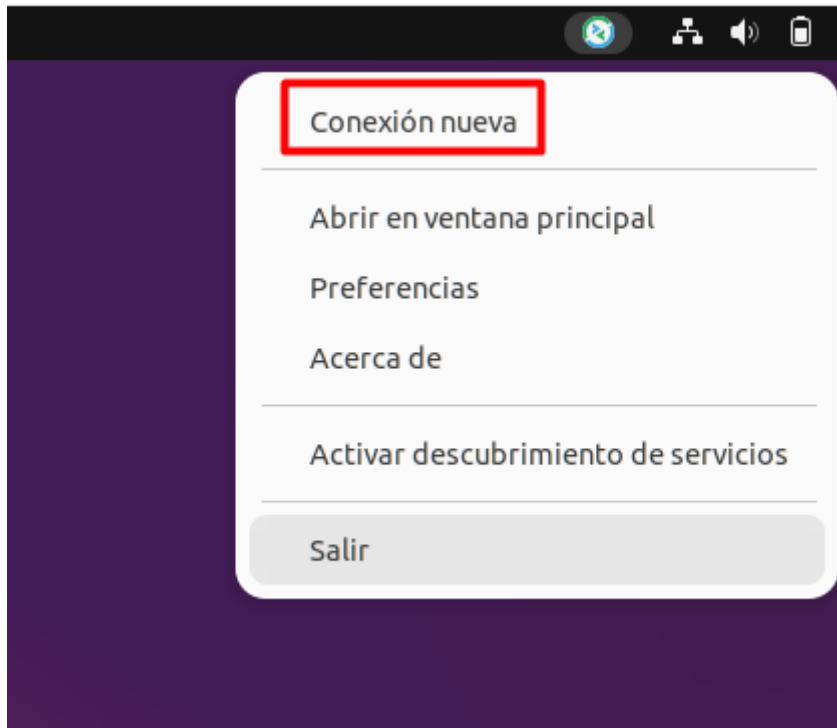 Conexión nueva
Abrir en ventana principal
Preferencias
Acerca de
Activar descubrimiento de servicios
Salir